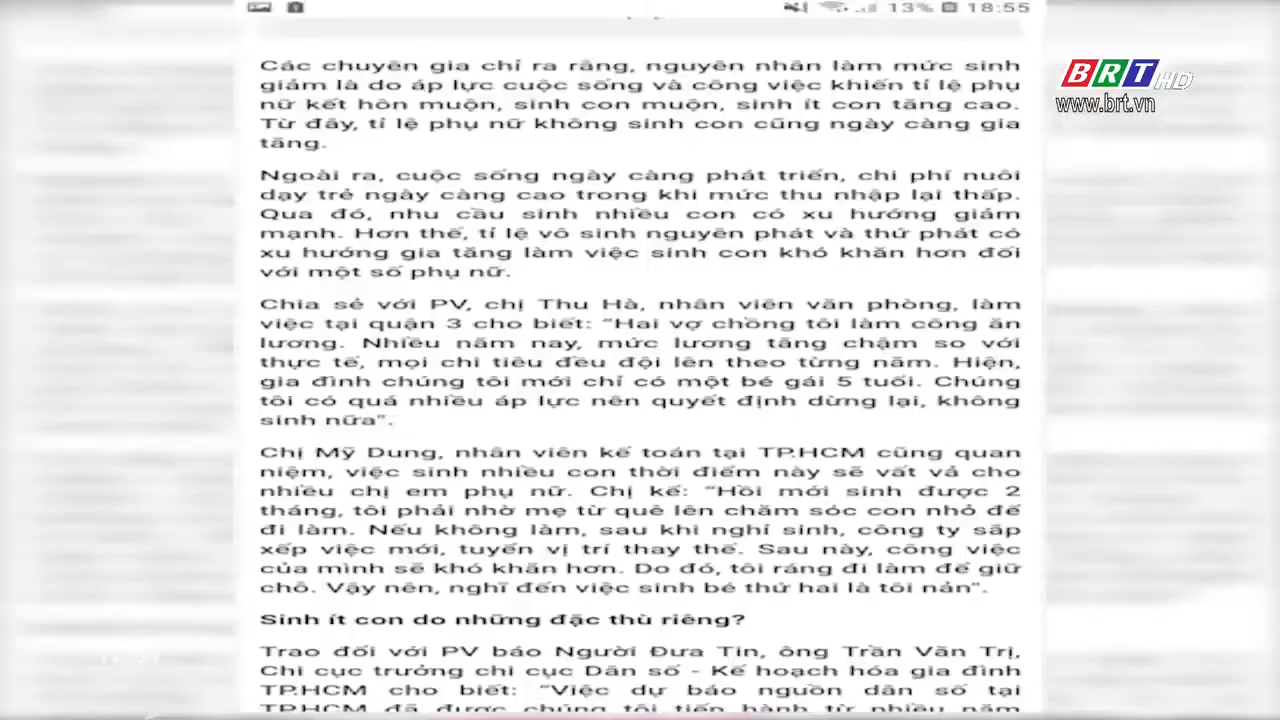 13% 18:55
BRT HD
www.brt.vn
Các chuyên gia chỉ ra rằng, nguyên nhân làm mức sinh
giảm là do áp lực cuộc sống và công việc khiến tỉ lệ phụ
nữ kết hôn muộn, sinh con muộn, sinh ít con tăng cao.
Từ đây, tỉ lệ phụ nữ không sinh con cũng ngày càng gia
tăng.
Ngoài ra, cuộc sống ngày càng phát triển, chi phí nuôi
dạy trẻ ngày càng cao trong khi mức thu nhập lại thấp.
Qua đó, nhu cầu sinh nhiều con có xu hướng giảm
mạnh. Hơn thế, tỉ lệ vô sinh nguyên phát và thứ phát có
xu hướng gia tăng làm việc sinh con khó khăn hơn đối
với một số phụ nữ.
Chia sẻ với PV, chị Thu Hà, nhân viên văn phòng, làm
việc tại quận 3 cho biết: “Hai vợ chồng tôi làm công ăn
lương. Nhiều năm nay, mức lương tăng chậm so với
thực tế, mọi chi tiêu đều đội lên theo từng năm. Hiện,
gia đình chúng tôi mới chỉ có một bé gái 5 tuổi. Chúng
tôi có quá nhiều áp lực nên quyết định dừng lại, không
sinh nữa”.
Chị Mỹ Dung, nhân viên kế toán tại TP.HCM cũng quan
niệm, việc sinh nhiều con thời điểm này sẽ vất vả cho
nhiều chị em phụ nữ. Chị kể: “Hồi mới sinh được 2
tháng, tôi phải nhờ mẹ từ quê lên chăm sóc con nhỏ để
đi làm. Nếu không làm, sau khi nghỉ sinh, công ty sắp
xếp việc mới, tuyển vị trí thay thế. Sau này, công việc
của mình sẽ khó khăn hơn. Do đó, tôi ráng đi làm để giữ
chỗ. Vậy nên, nghĩ đến việc sinh bé thứ hai là tôi nản”.
Sinh ít con do những đặc thù riêng?
Trao đổi với PV báo Người Đưa Tin, ông Trần Văn Trị,
Chi cục trưởng chi cục Dân số - Kế hoạch hóa gia đình
TP.HCM cho biết: “Việc dự báo nguồn dân số tại
TP.HCM đã được chúng tôi tiến hành từ nhiều năm